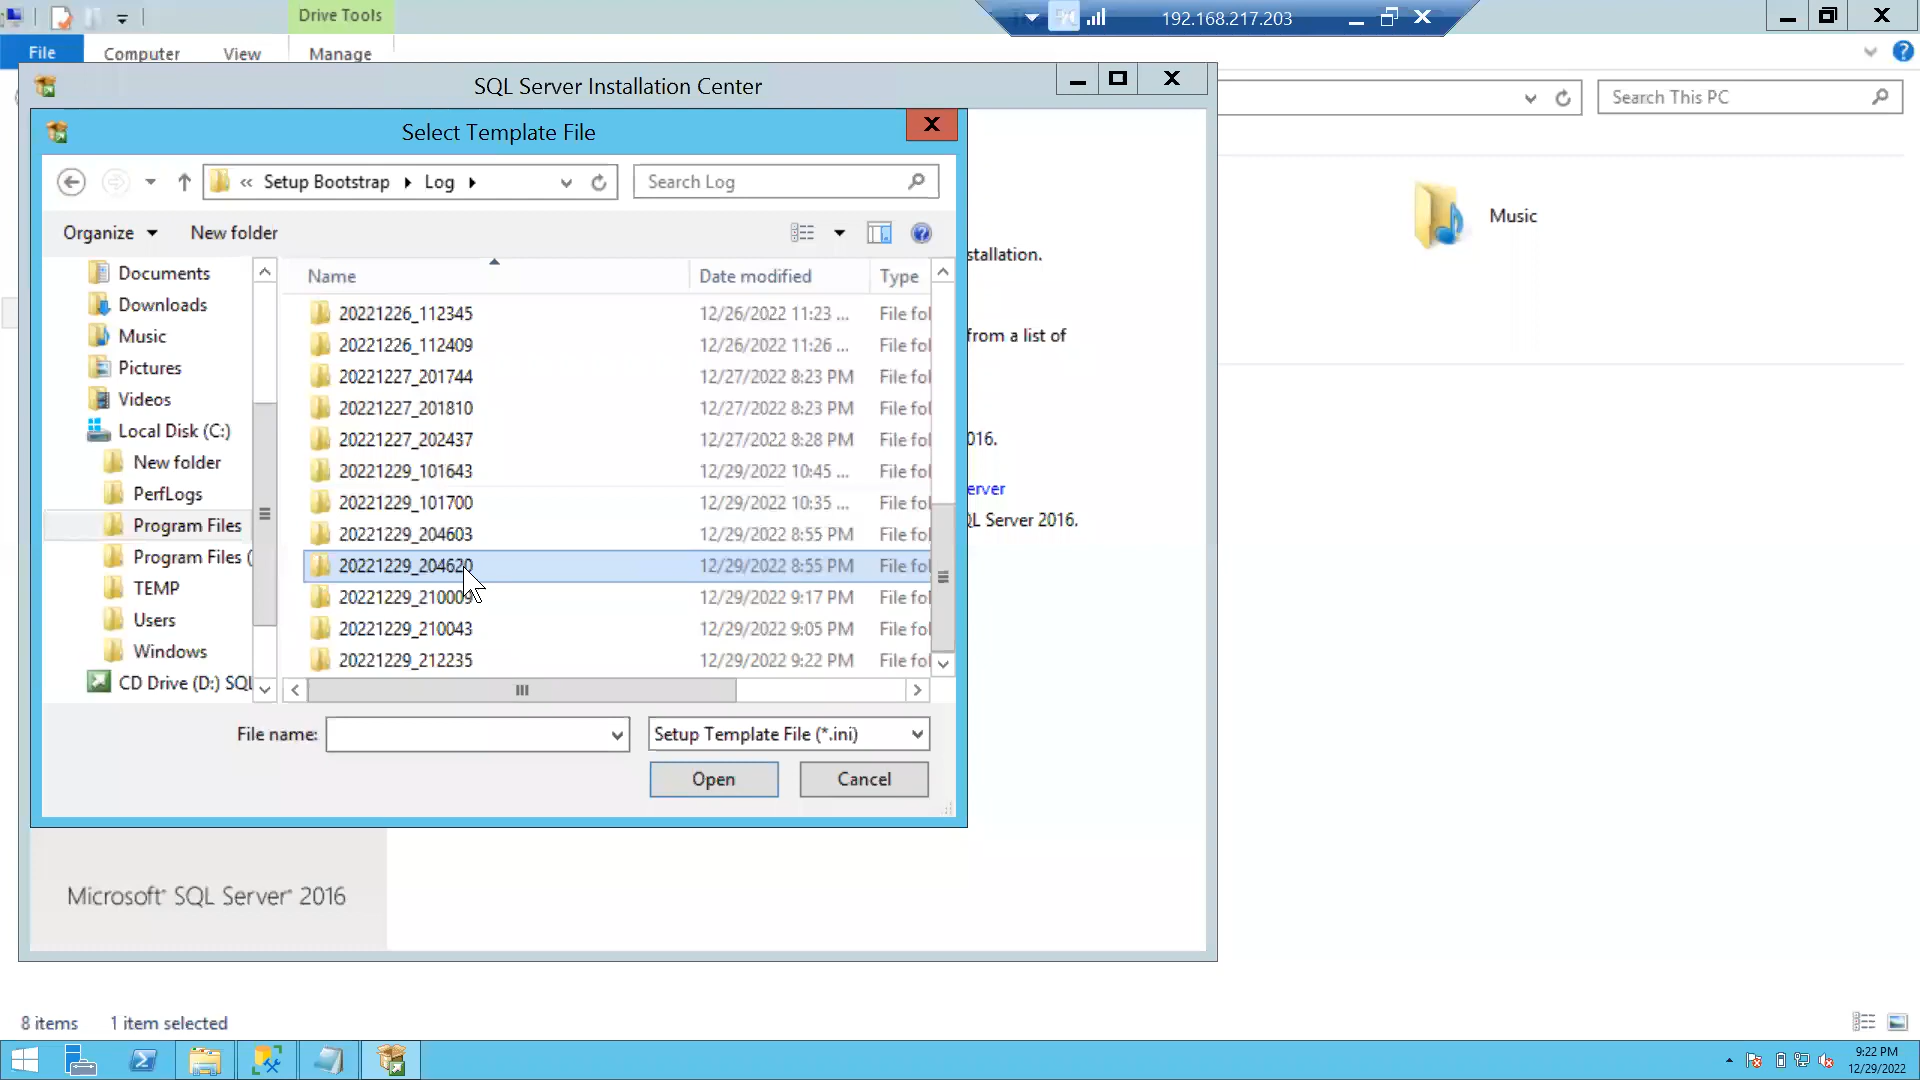 Drive Tools
192.168.217.203
File
Computer
View
Manage
SQL Server Installation Center
Search This PC
Select Template File
« Setup Bootstrap
Log
Search Log
Music
Organize
New folder
stallation.
Documents
Name
Date modified
Type
Downloads
20221226_112345
12/26/2022 11:23 ...
File fol
Music
20221226_112409
12/26/2022 11:26 ...
File fol
from a list of
Pictures
20221227_201744
12/27/2022 8:23 PM
File fol
Videos
20221227_201810
12/27/2022 8:23 PM
File fol
Local Disk (C:)
20221227_202437
12/27/2022 8:28 PM
File fol
016.
New folder
20221229_101643
12/29/2022 10:45 ...
File fol
PerfLogs
20221229_101700
12/29/2022 10:35 ...
File fol
erver
Program Files
20221229_204603
12/29/2022 8:55 PM
File fol
QL Server 2016.
Program Files (
20221229_204620
12/29/2022 8:55 PM
File fol
TEMP
20221229_210009
12/29/2022 9:17 PM
File fol
Users
20221229_210043
12/29/2022 9:05 PM
File fol
Windows
20221229_212235
12/29/2022 9:22 PM
File fol
CD Drive (D:) SQL
File name:
Setup Template File (*.ini)
Open
Cancel
Microsoft® SQL Server® 2016
8 items
1 item selected
9:22 PM
12/29/2022